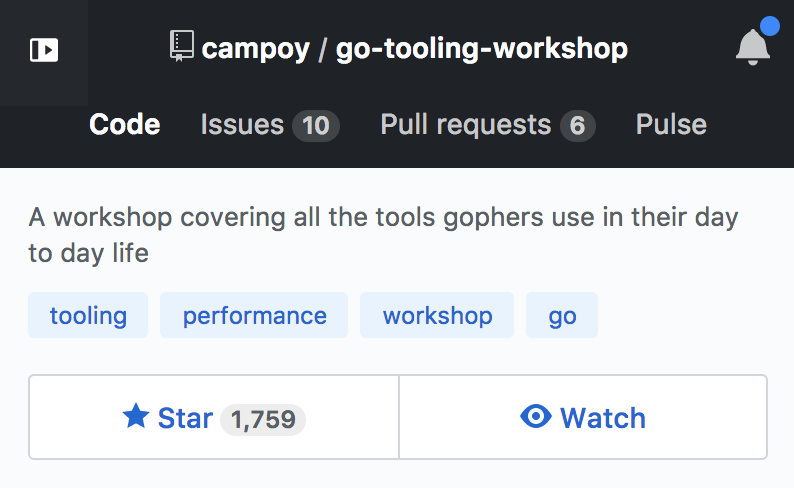 campoy / go-tooling-workshop
Code Issues 10 Pull requests 6 Pulse
A workshop covering all the tools gophers use in their day
to day life
tooling performance workshop go
Star 1,759 Watch